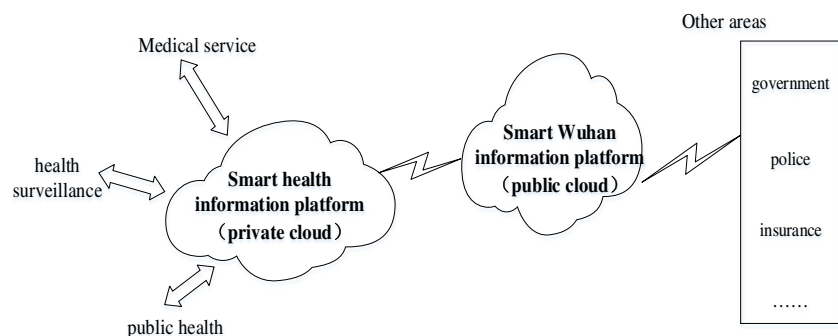 Other areas
Medical service
government
Smart Wuhan
information platform
（public cloud）
police
health
surveillance
Smart health
information platform
（private cloud）
insurance
……
public health